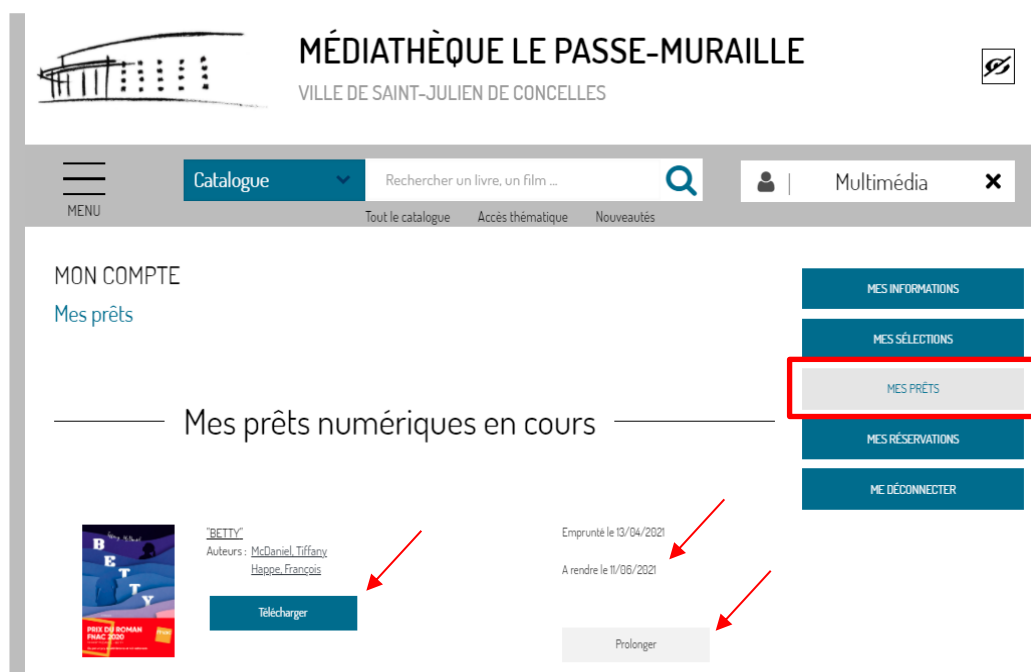 MÉDIATHÈQUE LE PASSE-MURAILLE
VILLE DE SAINT-JULIEN DE CONCELLES
MENU
Catalogue
Rechercher un livre, un film ...
Multimédia
Tout le catalogue Accès thématique Nouveautés
MON COMPTE
Mes prêts
MES INFORMATIONS
MES SÉLECTIONS
MES PRÊTS
MES RÉSERVATIONS
ME DÉCONNECTER
Mes prêts numériques en cours
BETTY
PRIX DU ROMAN
FNAC 2020
fnac
"BETTY"
Auteurs : McDaniel, Tiffany
Happe, François
Télécharger
Emprunté le 13/04/2021
A rendre le 11/06/2021
Prolonger